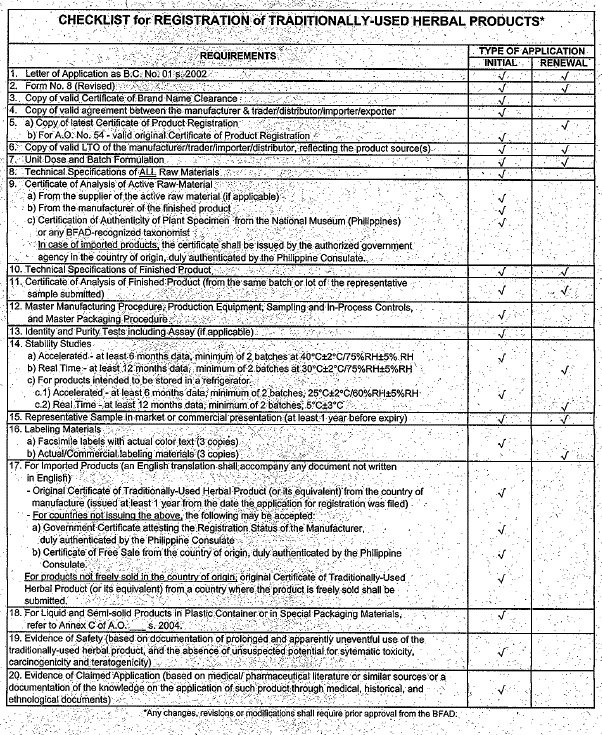 CHECKLIST for REGISTRATION of TRADITIONALLY-USED HERBAL PRODUCTS*
REQUIREMENTS
TYPE OF APPLICATION
INITIAL RENEWAL
1. Letter of Application as B.C. No. 01 s. 2002 √ √
2. Form No. 8 (Revised) √ √
3. Copy of valid Certificate of Brand Name Clearance √
4. Copy of valid agreement between the manufacturer & trader/distributor/importer/exporter √
5. a) Copy of latest Certificate of Product Registration √
b) For A.O. No. 54 - valid original Certificate of Product Registration √
6. Copy of valid LTO of the manufacturer/trader/importer/distributor, reflecting the product source(s) √ √
7. Unit Dose and Batch Formulation √ √
8. Technical Specifications of ALL Raw Materials √
9. Certificate of Analysis of Active Raw Material
a) From the supplier of the active raw material (if applicable) √
b) From the manufacturer of the finished product √
c) Certification of Authenticity of Plant Specimen from the National Museum (Philippines) √
or any BFAD-recognized taxonomist
In case of imported products, the certificate shall be issued by the authorized government
agency in the country of origin, duly authenticated by the Philippine Consulate.
10. Technical Specifications of Finished Product √ √
11. Certificate of Analysis of Finished Product (from the same batch or lot of the representative
sample submitted) √ √
12. Master Manufacturing Procedure, Production Equipment, Sampling and In-Process Controls,
and Master Packaging Procedure √
13. Identity and Purity Tests including Assay (if applicable) √
14. Stability Studies
a) Accelerated - at least 6 months data, minimum of 2 batches at 40°C±2°C/75%RH±5% RH √
b) Real Time - at least 12 months data, minimum of 2 batches at 30°C±2°C/75%RH±5%RH √
c) For products intended to be stored in a refrigerator
c.1) Accelerated - at least 6 months data, minimum of 2 batches, 25°C±2°C/60%RH±5%RH √
c.2) Real Time - at least 12 months data, minimum of 2 batches, 5°C±3°C √
15. Representative Sample in market or commercial presentation (at least 1 year before expiry) √ √
16. Labeling Materials
a) Facsimile labels with actual color text (3 copies) √
b) Actual/Commercial labeling materials (3 copies) √
17. For Imported Products (an English translation shall accompany any document not written
in English)
- Original Certificate of Traditionally-Used Herbal Product (or its equivalent) from the country of √
manufacture (issued at least 1 year from the date the application for registration was filed)
- For countries not issuing the above, the following may be accepted:
a) Government Certificate attesting the Registration Status of the Manufacturer, √
duly authenticated by the Philippine Consulate
b) Certificate of Free Sale from the country of origin, duly authenticated by the Philippine √
Consulate.
For products not freely sold in the country of origin, original Certificate of Traditionally-Used √
Herbal Product (or its equivalent) from a country where the product is freely sold shall be
submitted.
18. For Liquid and Semi-solid Products in Plastic Container or in Special Packaging Materials, √
refer to Annex C of A.O. ___ s. 2004.
19. Evidence of Safety (based on documentation of prolonged and apparently uneventful use of the
traditionally-used herbal product, and the absence of unsuspected potential for sytematic toxicity, √
carcinogenicity and teratogenicity)
20. Evidence of Claimed Application (based on medical/ pharmaceutical literature or similar sources or a
documentation of the knowledge on the application of such product through medical, historical, and √
ethnological documents)
*Any changes, revisions or modifications shall require prior approval from the BFAD.